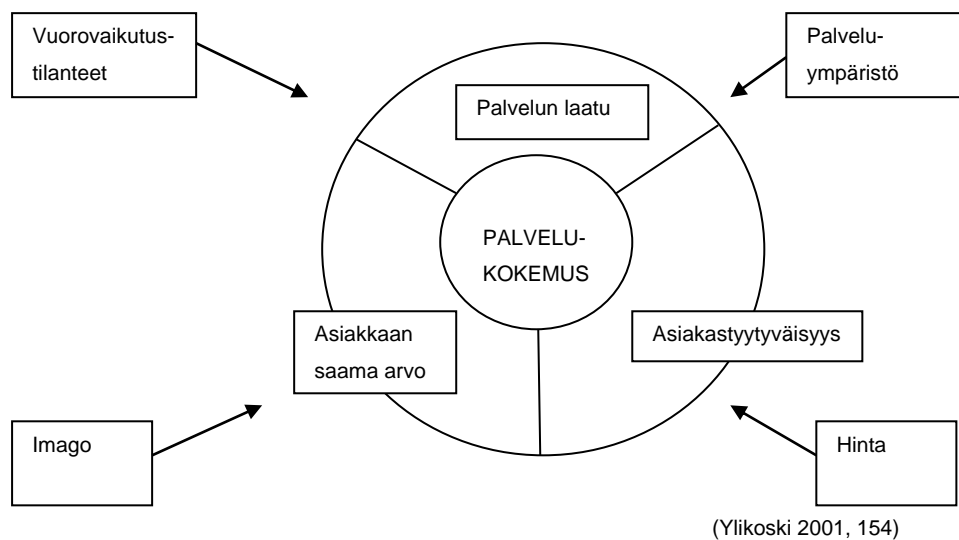 Vuorovaikutus-
tilanteet
Palvelu-
ympäristö
Palvelun laatu
PALVELU-
KOKEMUS
Asiakkaan
saama arvo
Asiakastyytyväisyys
Imago
Hinta
(Ylikoski 2001, 154)